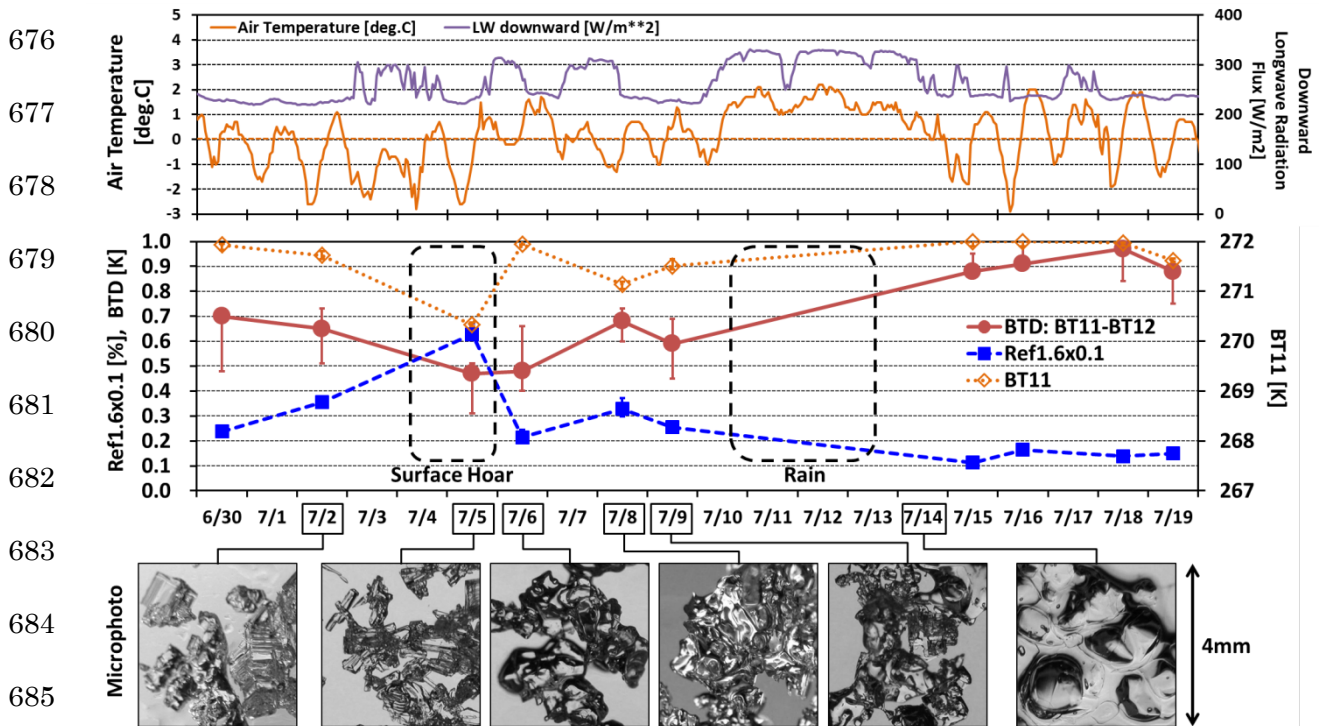 676
677
678
679
680
681
682
683
684
685
Air Temperature [deg.C]
LW downward [W/m**2]
Air Temperature
[deg.C]
5
4
3
2
1
0
-1
-2
-3
400
300
200
100
0
Downward
Longwave Radiation
Flux [W/m2]
Ref1.6x0.1 [%], BTD [K]
1.0
0.9
0.8
0.7
0.6
0.5
0.4
0.3
0.2
0.1
0.0
BTD: BT11-BT12
Ref1.6x0.1
BT11
Surface Hoar
Rain
272
271
270
269
268
267
BT11 [K]
6/30 7/1 7/2 7/3 7/4 7/5 7/6 7/7 7/8 7/9 7/10 7/11 7/12 7/13 7/14 7/15 7/16 7/17 7/18 7/19
Microphoto
4mm